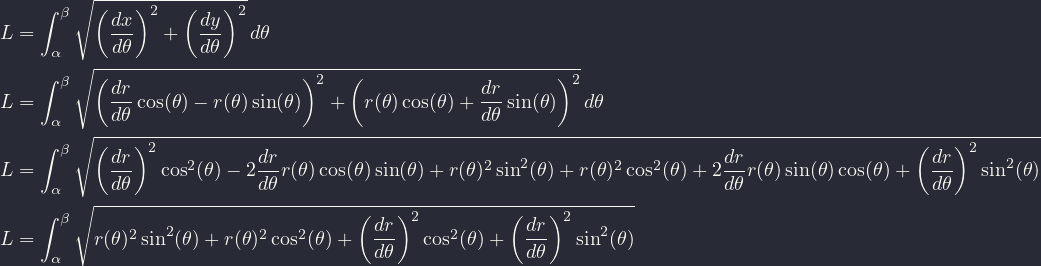 L = ∫_α^β √((dx/dθ)² + (dy/dθ)²) dθ
L = ∫_α^β √((dr/dθ cos(θ) − r(θ) sin(θ))² + (r(θ) cos(θ) + dr/dθ sin(θ))²) dθ
L = ∫_α^β √((dr/dθ)² cos²(θ) − 2 dr/dθ r(θ) cos(θ) sin(θ) + r(θ)² sin²(θ) + r(θ)² cos²(θ) + 2 dr/dθ r(θ) sin(θ) cos(θ) + (dr/dθ)² sin²(θ)
L = ∫_α^β √(r(θ)² sin²(θ) + r(θ)² cos²(θ) + (dr/dθ)² cos²(θ) + (dr/dθ)² sin²(θ))